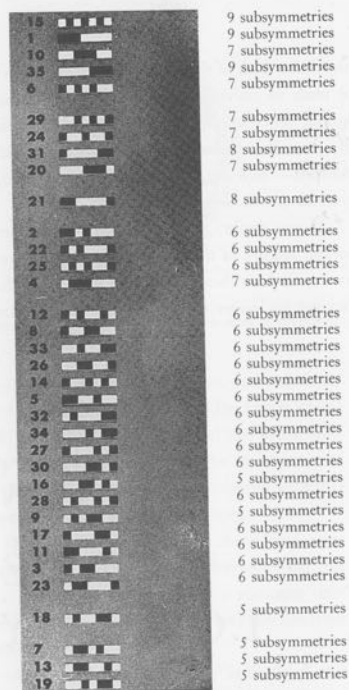 15 9 subsymmetries
1 9 subsymmetries
10 7 subsymmetries
35 9 subsymmetries
6 7 subsymmetries
29 7 subsymmetries
24 7 subsymmetries
31 8 subsymmetries
20 7 subsymmetries
21 8 subsymmetries
2 6 subsymmetries
22 6 subsymmetries
25 6 subsymmetries
4 7 subsymmetries
12 6 subsymmetries
8 6 subsymmetries
33 6 subsymmetries
26 6 subsymmetries
14 6 subsymmetries
5 6 subsymmetries
32 6 subsymmetries
34 6 subsymmetries
27 6 subsymmetries
30 6 subsymmetries
16 5 subsymmetries
28 6 subsymmetries
9 5 subsymmetries
17 6 subsymmetries
11 6 subsymmetries
3 6 subsymmetries
23 6 subsymmetries
18 5 subsymmetries
7 5 subsymmetries
13 5 subsymmetries
19 5 subsymmetries